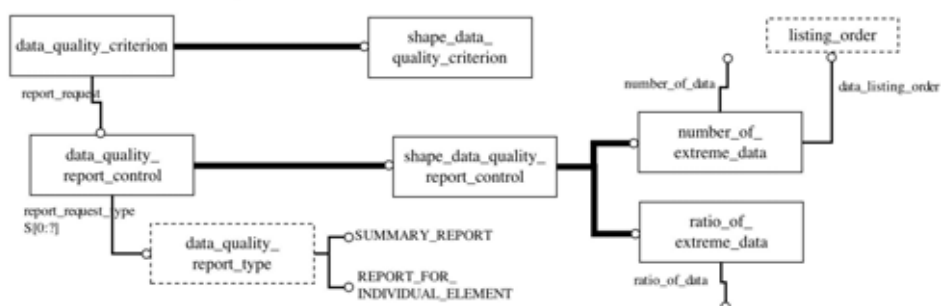 data_quality_criterion
shape_data_
quality_criterion
listing_order
report_request
number_of_data
data_listing_order
data_quality_
report_control
shape_data_quality_
report_control
number_of_
extreme_data
report_request_type
S[0:?]
data_quality_
report_type
SUMMARY_REPORT
REPORT_FOR_
INDIVIDUAL_ELEMENT
ratio_of_
extreme_data
ratio_of_data